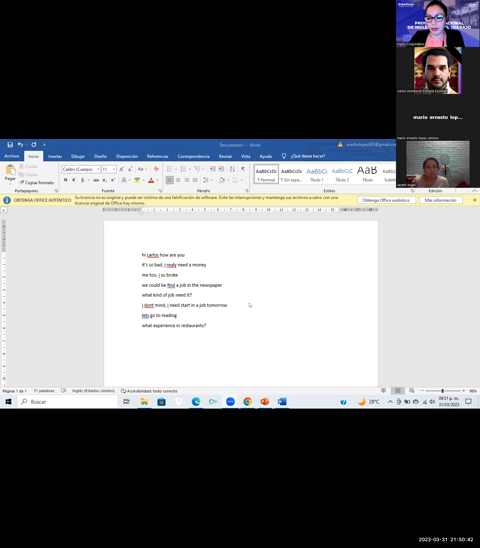 mario ernesto lop...
Documento1 - Word
Archivo Inicio Insertar Dibujar Diseño Disposición Referencias Correspondencia Revisar Vista Ayuda ¿Qué desea hacer?
Pegar
Cortar
Copiar
Copiar formato
Calibri (Cuerpo) 11
AaBbCcDc AaBbCcDc AaBbC AaBbCcC AaB AaBbCcD
1 Normal 1 Sin espa... Título 1 Título 2 Título
Portapapeles Fuente Párrafo Estilos Edición
OBTENGA OFFICE AUTÉNTICO Su licencia no es original y puede ser víctima de una falsificación de software. Evite las interrupciones y mantenga sus archivos a salvo con una
licencia original de Office hoy mismo.
Obtenga Office auténtico Más información
hi carlos how are you
it's so bad, i realy need a money
me too, i so broke
we could be find a job in the newspaper
what kind of job need it?
i dont mind, i need start in a job tomorrow
lets go to reading
what experience in restaurants?
Página 1 de 1 51 palabras Inglés (Estados Unidos) Accesibilidad: todo correcto 98%
Buscar
28°C
09:51 p. m.
31/03/2023
2023-03-31 21:50:42